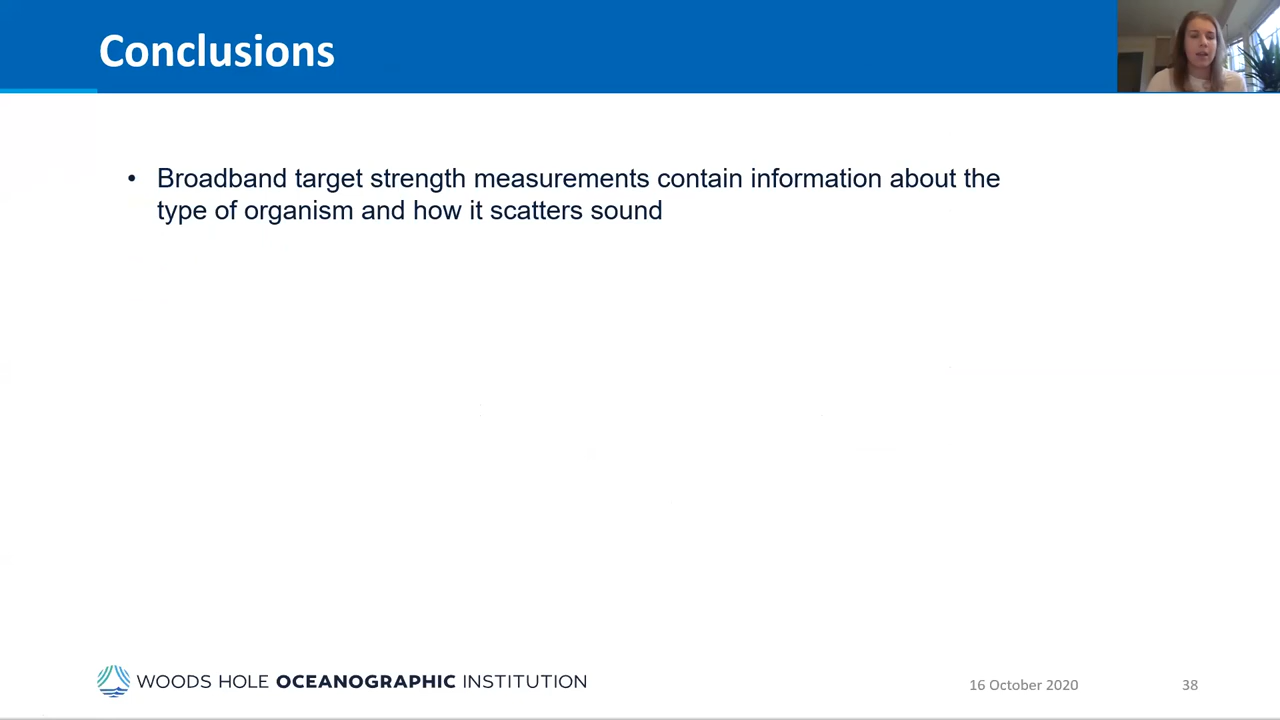 Conclusions
• Broadband target strength measurements contain information about the
type of organism and how it scatters sound
WOODS HOLE OCEANOGRAPHIC INSTITUTION
16 October 2020
38